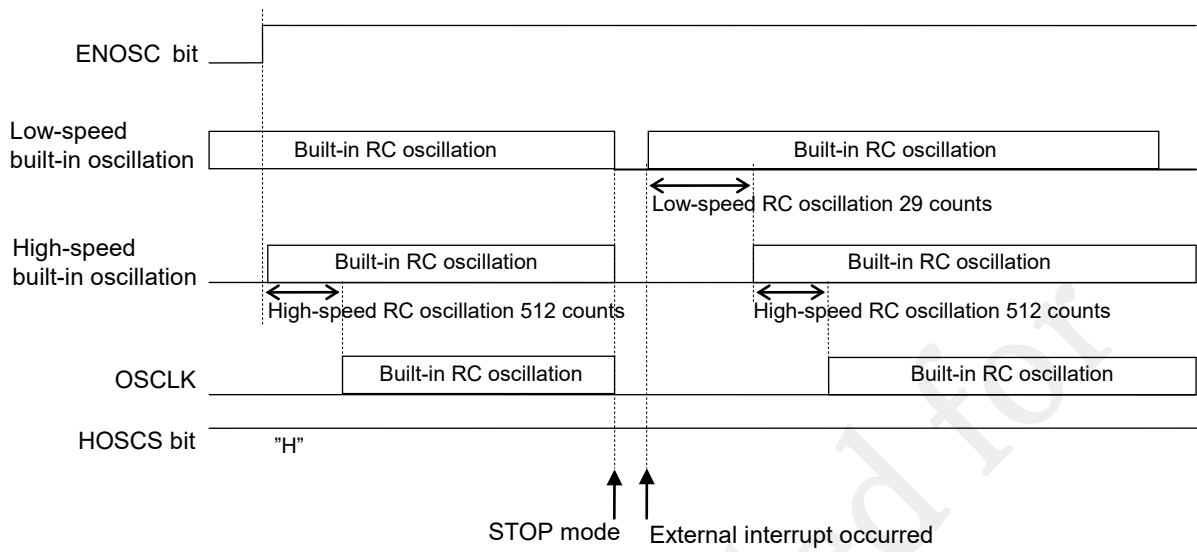 ENOSC bit
Low-speed
built-in oscillation
Built-in RC oscillation
Built-in RC oscillation
Low-speed RC oscillation 29 counts
High-speed
built-in oscillation
Built-in RC oscillation
Built-in RC oscillation
High-speed RC oscillation 512 counts
High-speed RC oscillation 512 counts
OSCLK
Built-in RC oscillation
Built-in RC oscillation
HOSCS bit
”H”
STOP mode
External interrupt occurred
for